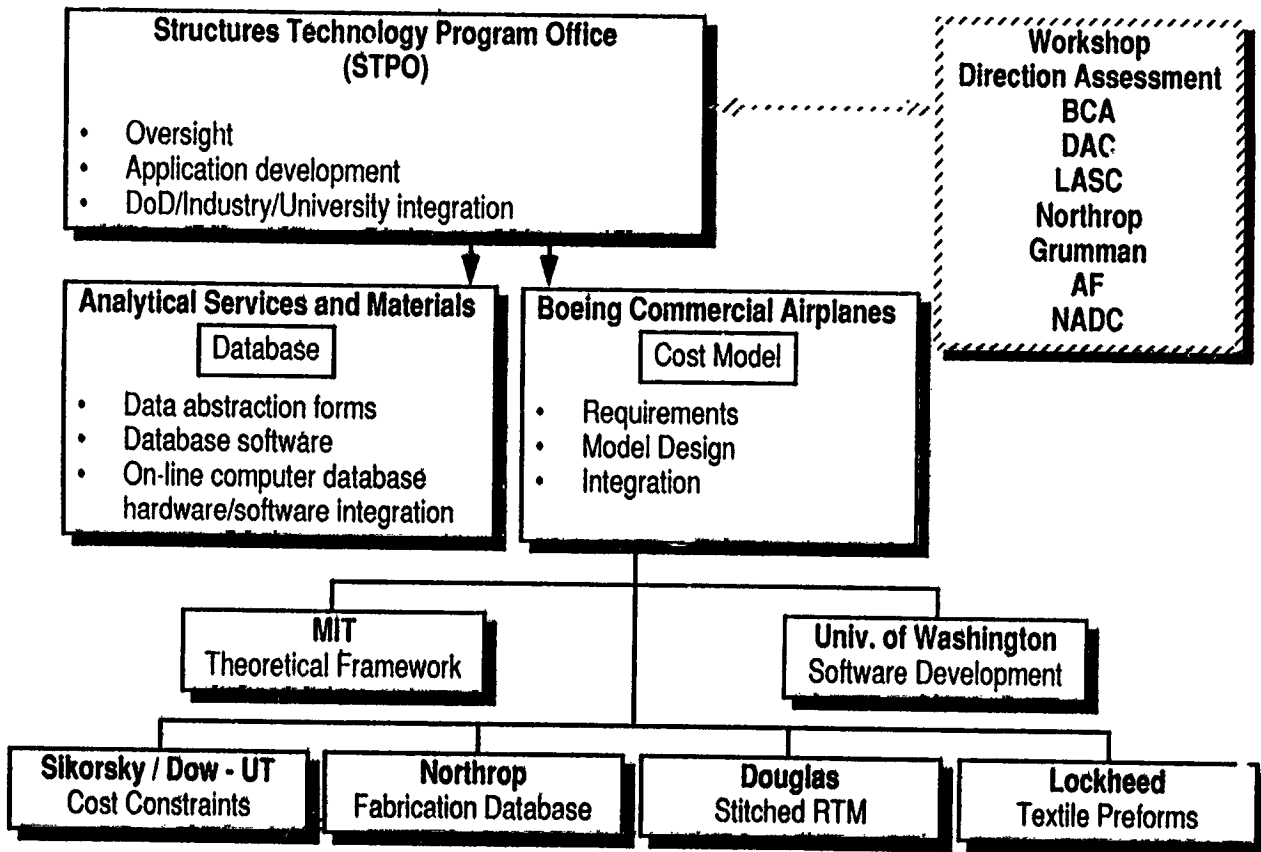 Structures Technology Program Office
(STPO)
• Oversight
• Application development
• DoD/Industry/University integration
Workshop
Direction Assessment
BCA
DAC
LASC
Northrop
Grumman
AF
NADC
Analytical Services and Materials
Database
• Data abstraction forms
• Database software
• On-line computer database
hardware/software integration
Boeing Commercial Airplanes
Cost Model
• Requirements
• Model Design
• Integration
MIT
Theoretical Framework
Univ. of Washington
Software Development
Sikorsky / Dow - UT
Cost Constraints
Northrop
Fabrication Database
Douglas
Stitched RTM
Lockheed
Textile Preforms